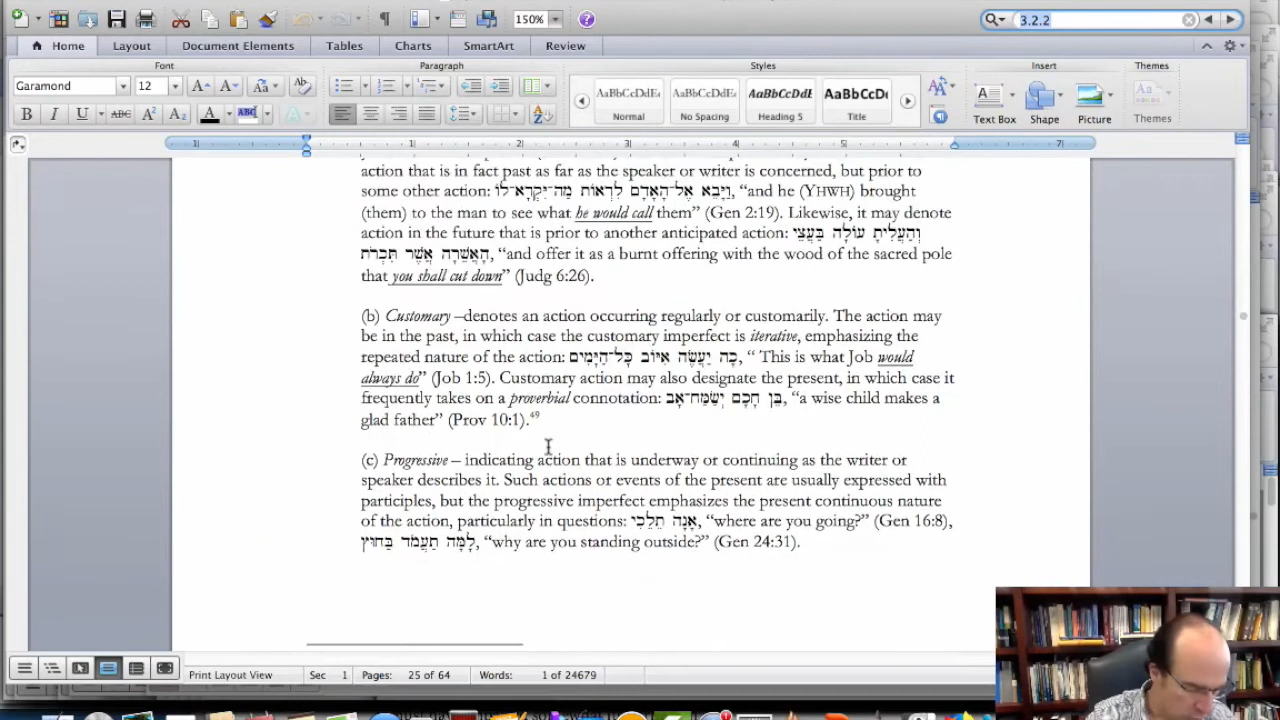 150%
3.2.2
Home Layout Document Elements Tables Charts SmartArt Review
Font Paragraph Styles Insert Themes
Garamond 12
AaBbCcDdE AaBbCcDdE AaBbCcDdE AaBbCcDc
Normal No Spacing Heading 5 Title
Text Box Shape Picture Themes
action that is in fact past as far as the speaker or writer is concerned, but prior to
some other action: וַיָּבֵא אֶל־הָאָדָם לִרְאוֹת מַה־יִּקְרָא־לוֹ, “and he (YHWH) brought
(them) to the man to see what he would call them” (Gen 2:19). Likewise, it may denote
action in the future that is prior to another anticipated action: וְהַעֲלִיתָ עוֹלָה בַּעֲצֵי
הָאֲשֵׁרָה אֲשֶׁר תִּכְרֹת, “and offer it as a burnt offering with the wood of the sacred pole
that you shall cut down” (Judg 6:26).
(b) Customary –denotes an action occurring regularly or customarily. The action may
be in the past, in which case the customary imperfect is iterative, emphasizing the
repeated nature of the action: כָּה יַעֲשֶׂה אִיּוֹב כָּל־הַיָּמִים, “ This is what Job would
always do” (Job 1:5). Customary action may also designate the present, in which case it
frequently takes on a proverbial connotation: בֵּן חָכָם יְשַׂמַּח־אָב, “a wise child makes a
glad father” (Prov 10:1).49
(c) Progressive – indicating action that is underway or continuing as the writer or
speaker describes it. Such actions or events of the present are usually expressed with
participles, but the progressive imperfect emphasizes the present continuous nature
of the action, particularly in questions: אָנָה תֵלֵכִי, “where are you going?” (Gen 16:8),
לָמָּה תַעֲמֹד בַּחוּץ, “why are you standing outside?” (Gen 24:31).
Print Layout View Sec 1 Pages: 25 of 64 Words: 1 of 24679